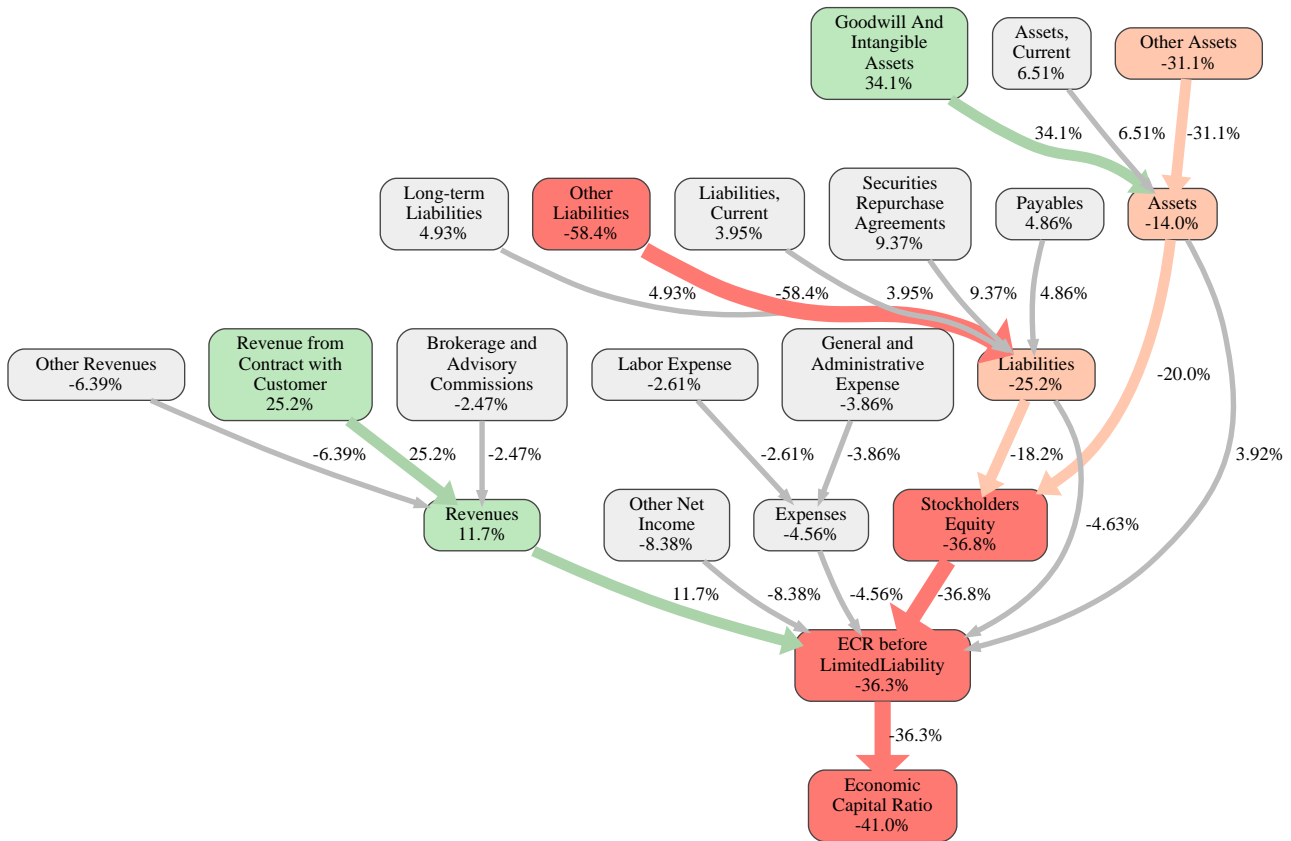 Goodwill And
Intangible
Assets
34.1%
Assets,
Current
6.51%
Other Assets
-31.1%
34.1%
6.51%
-31.1%
Long-term
Liabilities
4.93%
Other
Liabilities
-58.4%
Liabilities,
Current
3.95%
Securities
Repurchase
Agreements
9.37%
Payables
4.86%
Assets
-14.0%
4.93%
-58.4%
3.95%
9.37%
4.86%
Other Revenues
-6.39%
Revenue from
Contract with
Customer
25.2%
Brokerage and
Advisory
Commissions
-2.47%
Labor Expense
-2.61%
General and
Administrative
Expense
-3.86%
Liabilities
-25.2%
-20.0%
-6.39%
25.2%
-2.47%
-2.61%
-3.86%
-18.2%
3.92%
Revenues
11.7%
Other Net
Income
-8.38%
Expenses
-4.56%
Stockholders
Equity
-36.8%
-4.63%
11.7%
-8.38%
-4.56%
-36.8%
ECR before
LimitedLiability
-36.3%
-36.3%
Economic
Capital Ratio
-41.0%